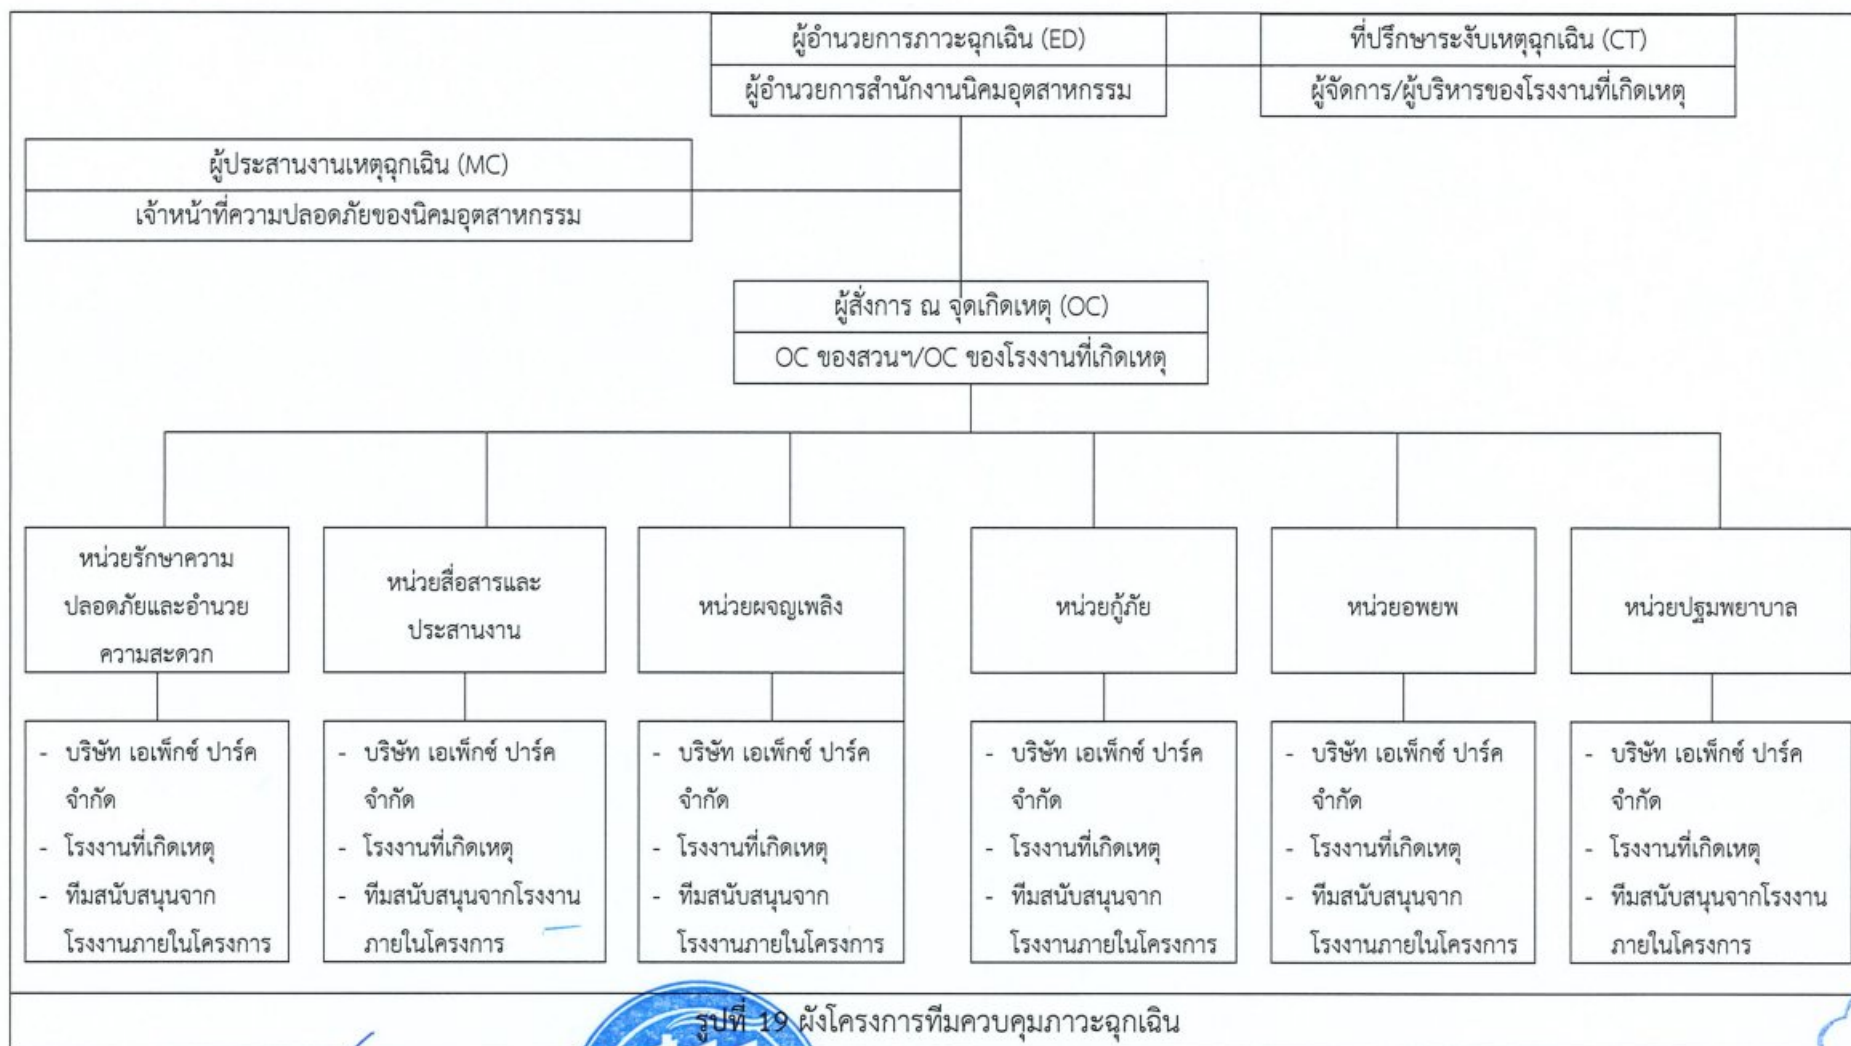 ผู้อำนวยการภาวะฉุกเฉิน (ED)
ผู้อำนวยการสำนักงานนิคมอุตสาหกรรม
ที่ปรึกษาระงับเหตุฉุกเฉิน (CT)
ผู้จัดการ/ผู้บริหารของโรงงานที่เกิดเหตุ
ผู้ประสานงานเหตุฉุกเฉิน (MC)
เจ้าหน้าที่ความปลอดภัยของนิคมอุตสาหกรรม
ผู้สั่งการ ณ จุดเกิดเหตุ (OC)
OC ของสวนฯ/OC ของโรงงานที่เกิดเหตุ
หน่วยรักษาความ
ปลอดภัยและอำนวย
ความสะดวก
หน่วยสื่อสารและ
ประสานงาน
หน่วยผจญเพลิง
หน่วยกู้ภัย
หน่วยอพยพ
หน่วยปฐมพยาบาล
- บริษัท เอเพ็กซ์ ปาร์ค
จำกัด
- โรงงานที่เกิดเหตุ
- ทีมสนับสนุนจาก
โรงงานภายในโครงการ
- บริษัท เอเพ็กซ์ ปาร์ค
จำกัด
- โรงงานที่เกิดเหตุ
- ทีมสนับสนุนจากโรงงาน
ภายในโครงการ
- บริษัท เอเพ็กซ์ ปาร์ค
จำกัด
- โรงงานที่เกิดเหตุ
- ทีมสนับสนุนจาก
โรงงานภายในโครงการ
- บริษัท เอเพ็กซ์ ปาร์ค
จำกัด
- โรงงานที่เกิดเหตุ
- ทีมสนับสนุนจาก
โรงงานภายในโครงการ
- บริษัท เอเพ็กซ์ ปาร์ค
จำกัด
- โรงงานที่เกิดเหตุ
- ทีมสนับสนุนจาก
โรงงานภายในโครงการ
- บริษัท เอเพ็กซ์ ปาร์ค
จำกัด
- โรงงานที่เกิดเหตุ
- ทีมสนับสนุนจากโรงงาน
ภายในโครงการ
รูปที่ 19 ผังโครงการทีมควบคุมภาวะฉุกเฉิน